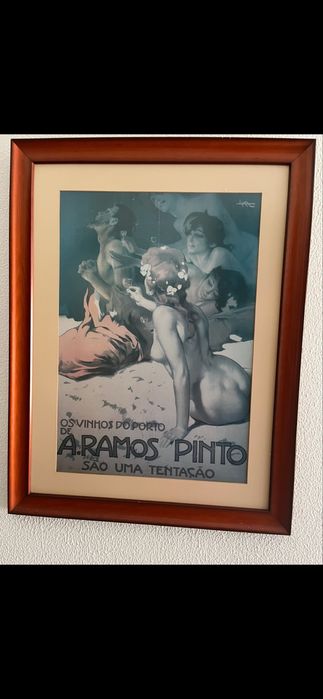 OS VINHOS DO PORTO
DE
A. RAMOS PINTO
SÃO UMA TENTAÇÃO